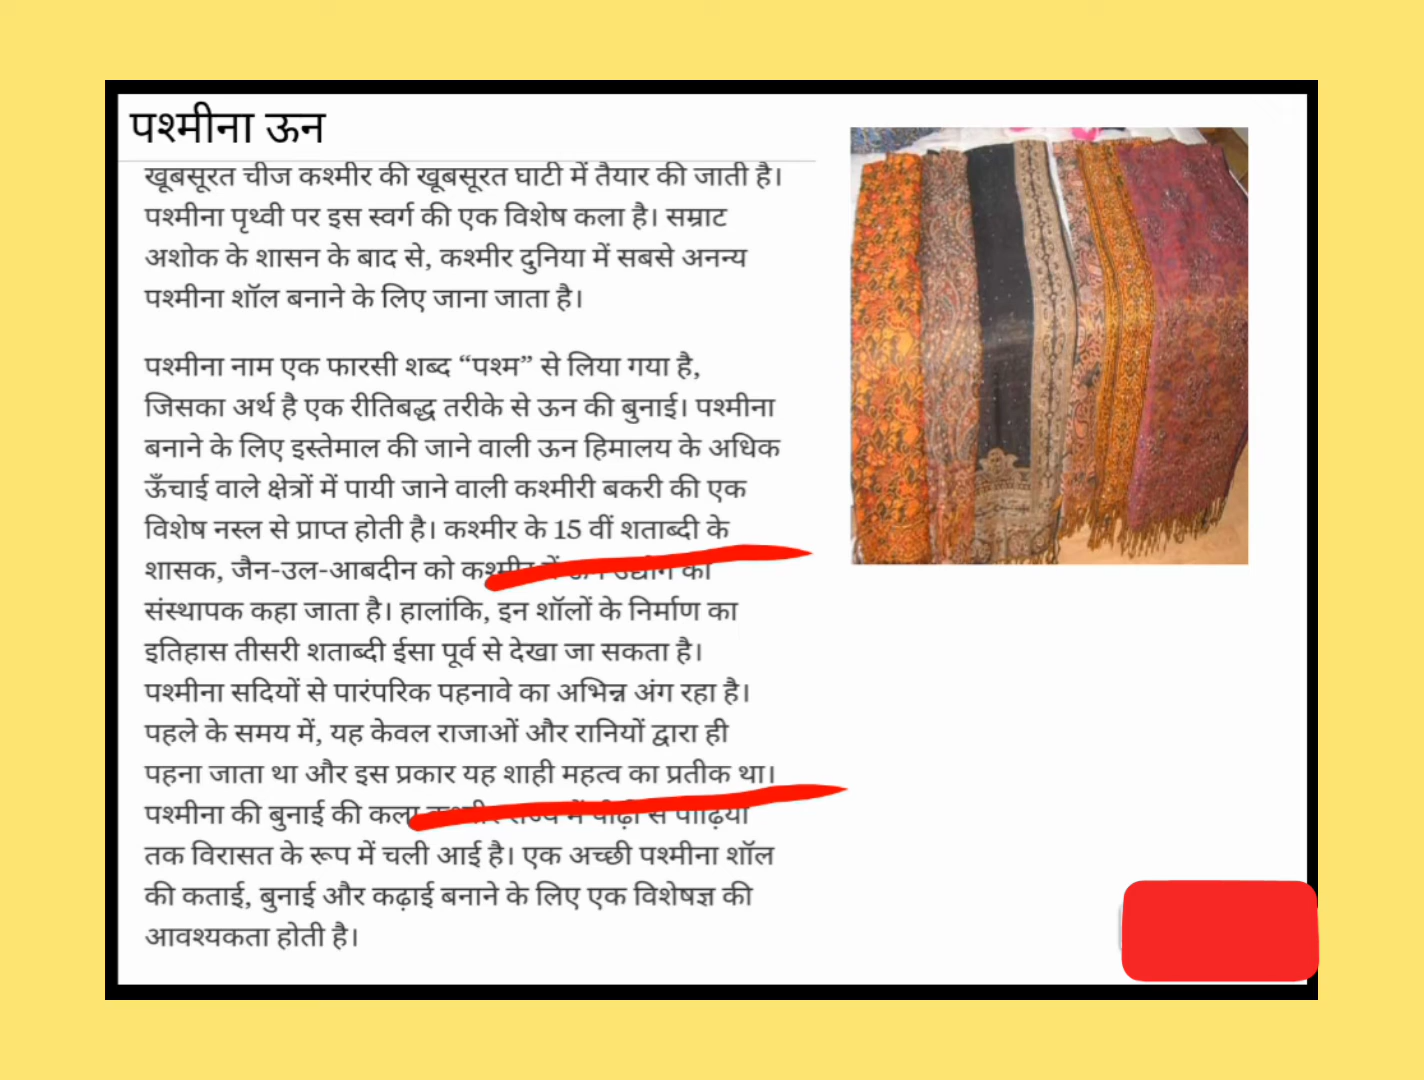 पश्मीना ऊन
खूबसूरत चीज कश्मीर की खूबसूरत घाटी में तैयार की जाती है।
पश्मीना पृथ्वी पर इस स्वर्ग की एक विशेष कला है। सम्राट
अशोक के शासन के बाद से, कश्मीर दुनिया में सबसे अनन्य
पश्मीना शॉल बनाने के लिए जाना जाता है।
पश्मीना नाम एक फारसी शब्द “पश्म” से लिया गया है,
जिसका अर्थ है एक रीतिबद्ध तरीके से ऊन की बुनाई। पश्मीना
बनाने के लिए इस्तेमाल की जाने वाली ऊन हिमालय के अधिक
ऊँचाई वाले क्षेत्रों में पायी जाने वाली कश्मीरी बकरी की एक
विशेष नस्ल से प्राप्त होती है। कश्मीर के 15 वीं शताब्दी के
शासक, जैन-उल-आबदीन को कश्मीर में ऊन उद्योग का
संस्थापक कहा जाता है। हालांकि, इन शॉलों के निर्माण का
इतिहास तीसरी शताब्दी ईसा पूर्व से देखा जा सकता है।
पश्मीना सदियों से पारंपरिक पहनावे का अभिन्न अंग रहा है।
पहले के समय में, यह केवल राजाओं और रानियों द्वारा ही
पहना जाता था और इस प्रकार यह शाही महत्व का प्रतीक था।
पश्मीना की बुनाई की कला में पीढ़ी से पीढ़ियों
तक विरासत के रूप में चली आई है। एक अच्छी पश्मीना शॉल
की कताई, बुनाई और कढ़ाई बनाने के लिए एक विशेषज्ञ की
आवश्यकता होती है।